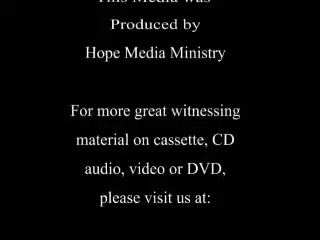 This Media was
Produced by
Hope Media Ministry
For more great witnessing
material on cassette, CD
audio, video or DVD,
please visit us at: